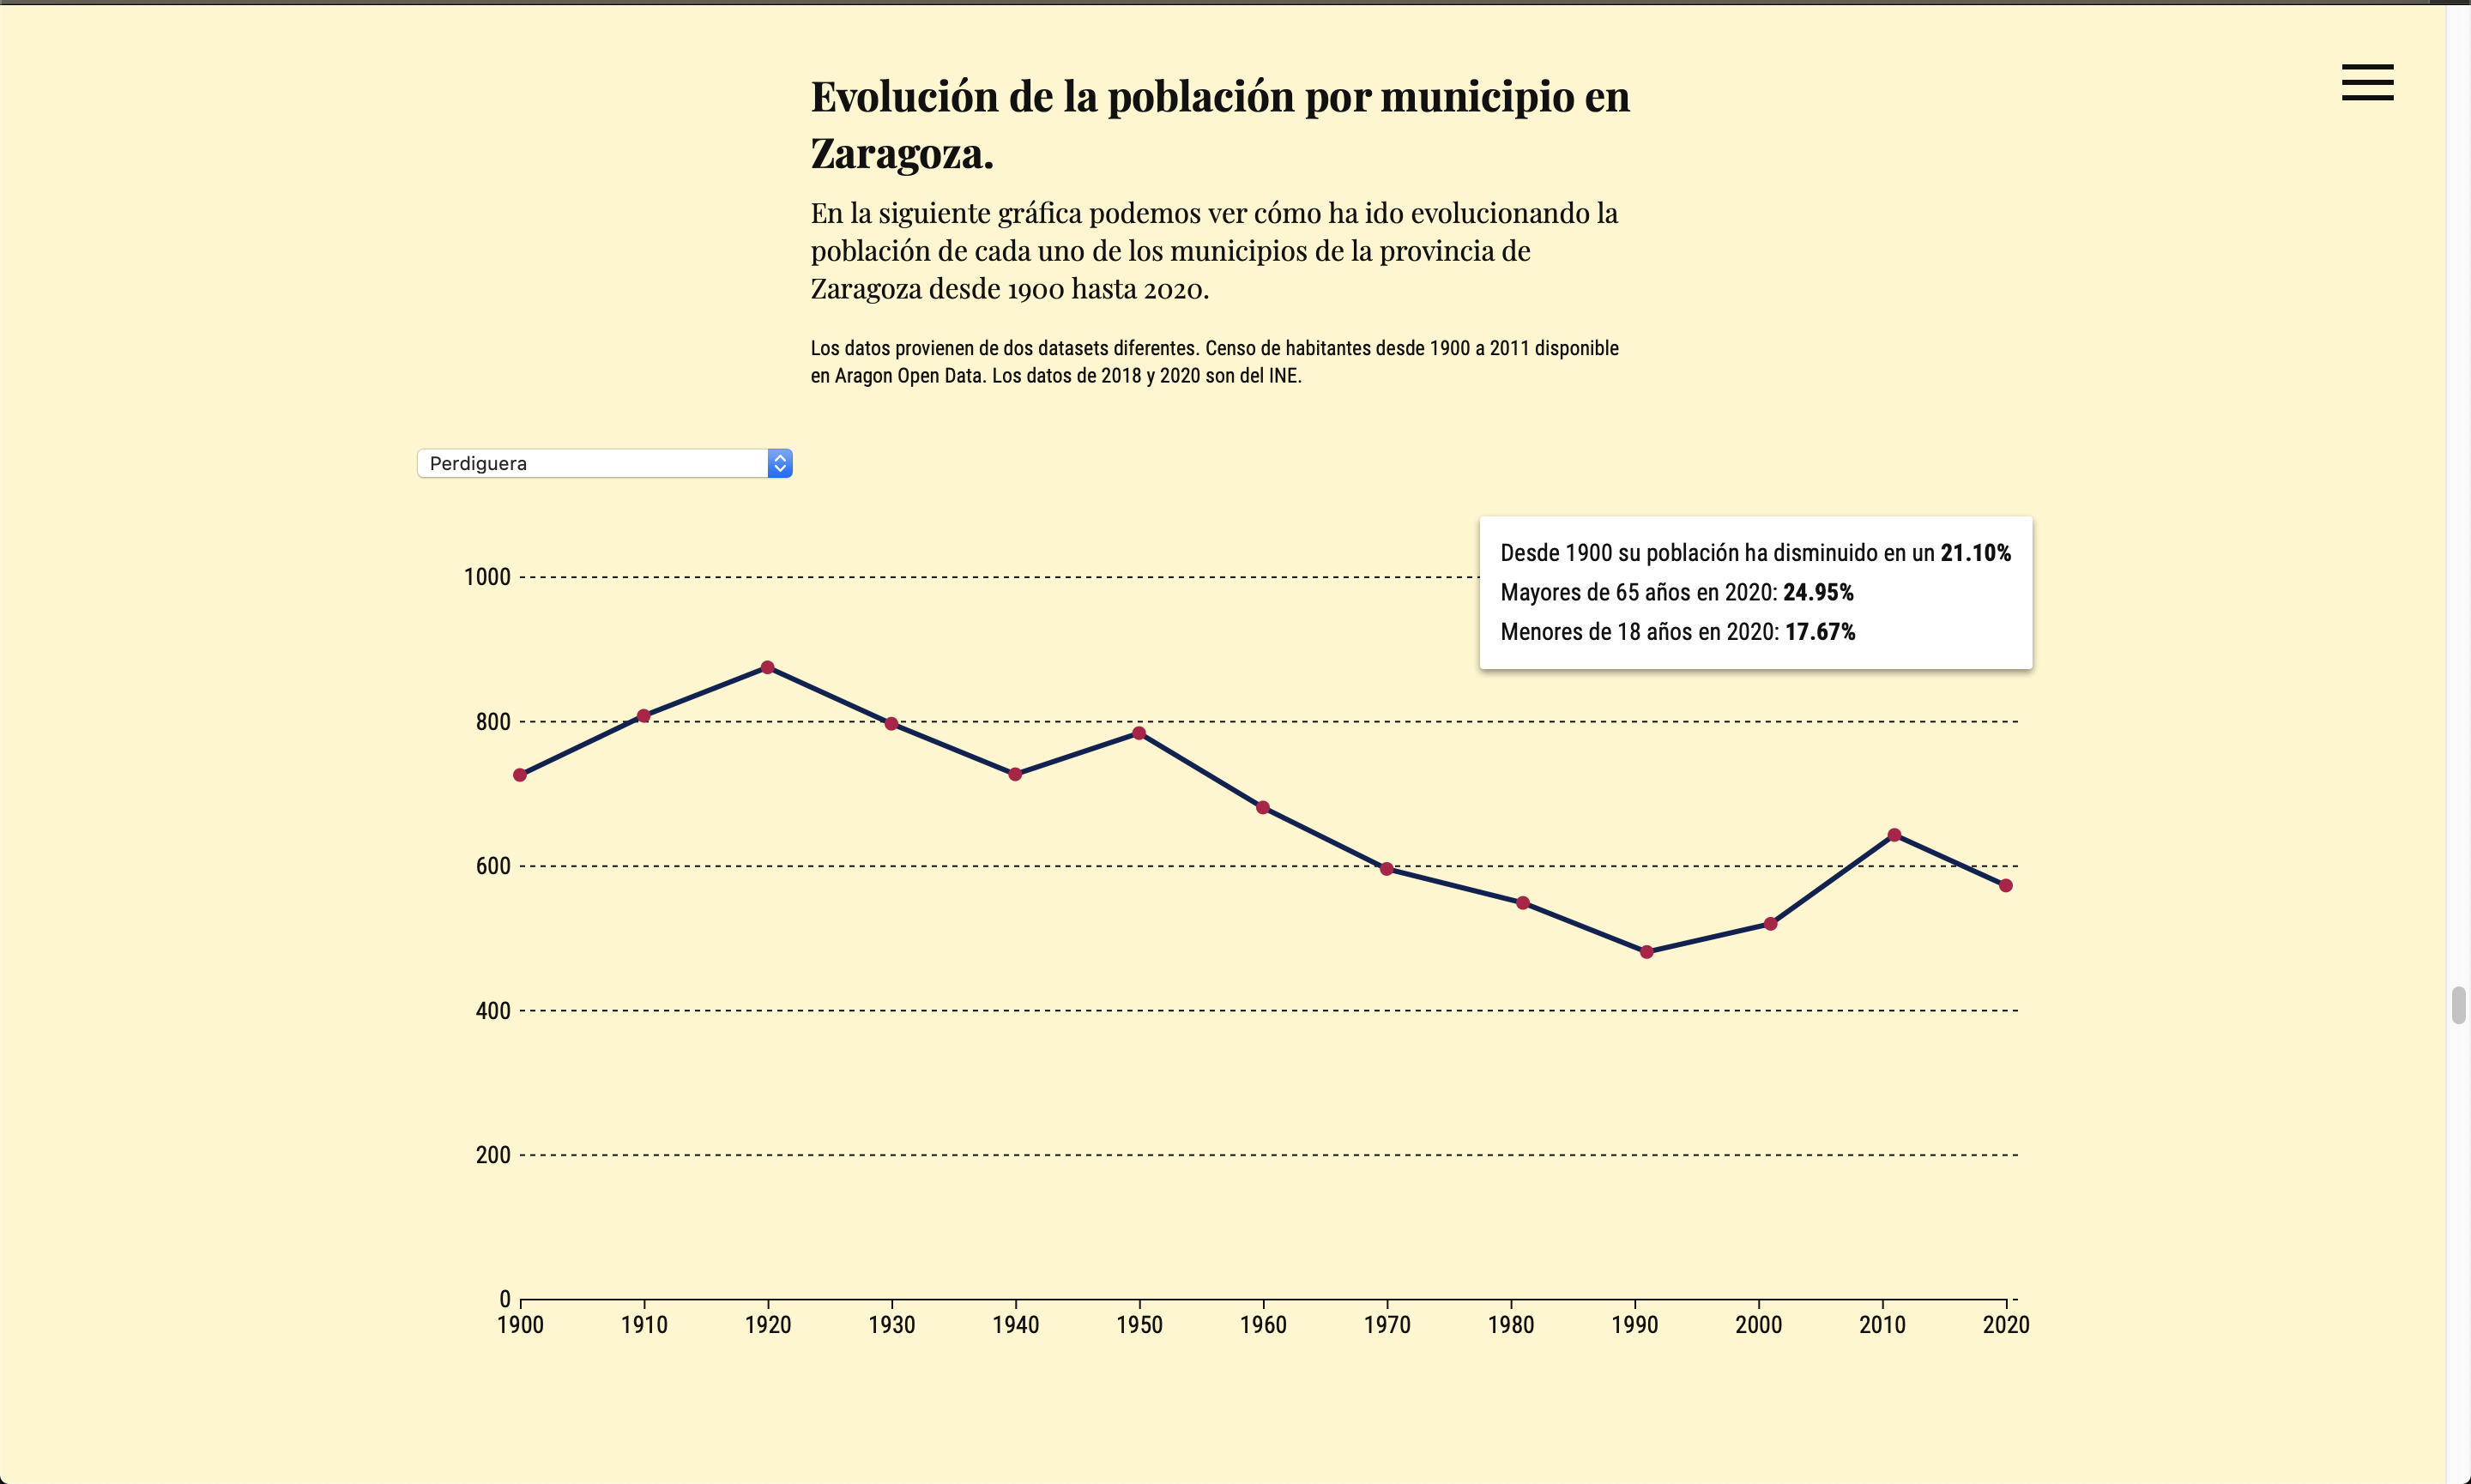 Evolución de la población por municipio en
Zaragoza.
En la siguiente gráfica podemos ver cómo ha ido evolucionando la
población de cada uno de los municipios de la provincia de
Zaragoza desde 1900 hasta 2020.
Los datos provienen de dos datasets diferentes. Censo de habitantes desde 1900 a 2011 disponible
en Aragon Open Data. Los datos de 2018 y 2020 son del INE.
Perdiguera
Desde 1900 su población ha disminuido en un 21.10%
Mayores de 65 años en 2020: 24.95%
Menores de 18 años en 2020: 17.67%
1000
800
600
400
200
0
1900 1910 1920 1930 1940 1950 1960 1970 1980 1990 2000 2010 2020